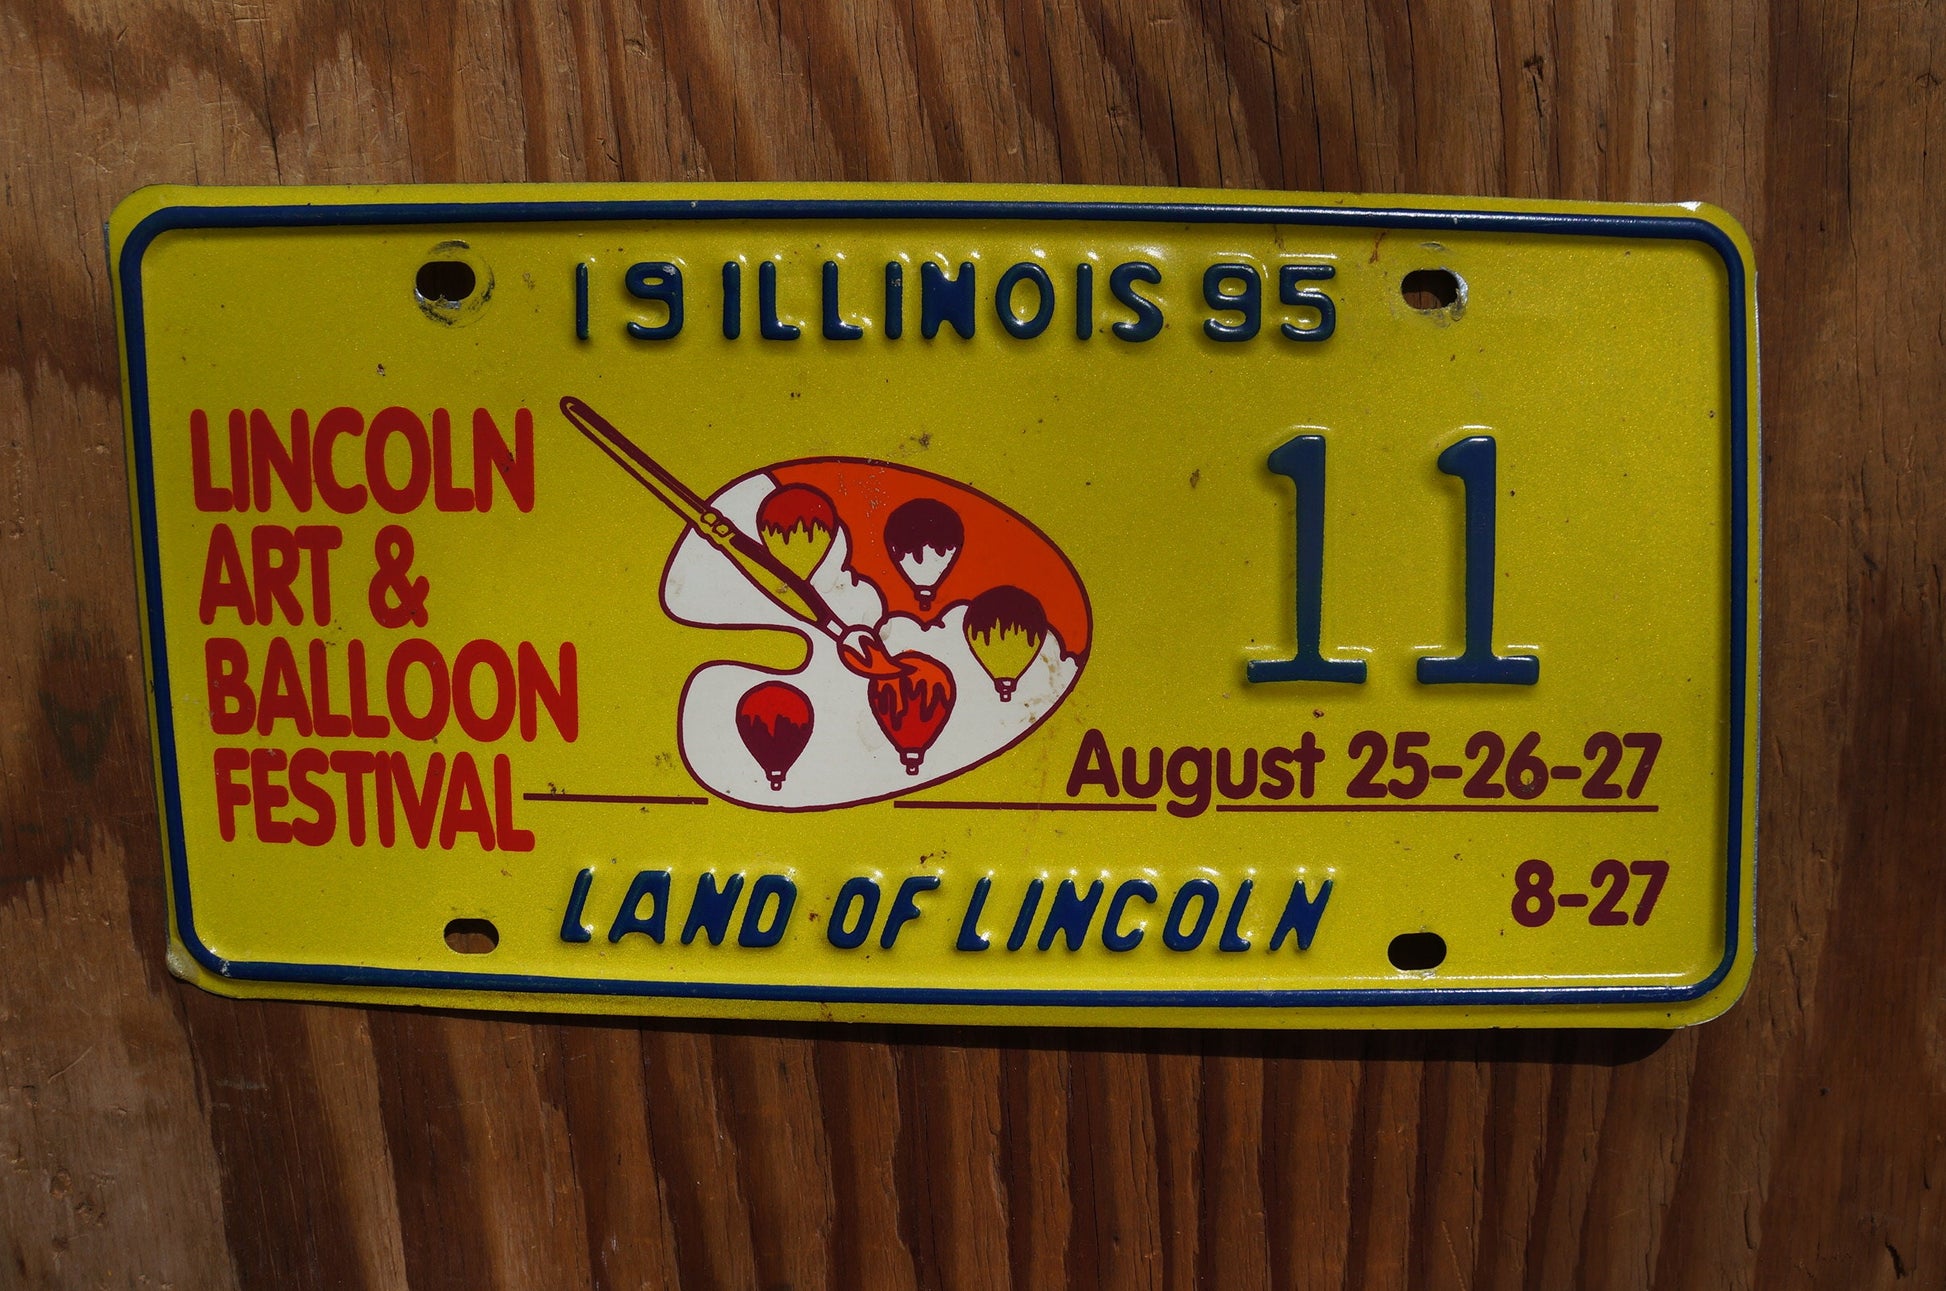 19 ILLINOIS 95
LINCOLN
ART &
BALLOON
FESTIVAL
11
August 25-26-27
8-27
LAND OF LINCOLN